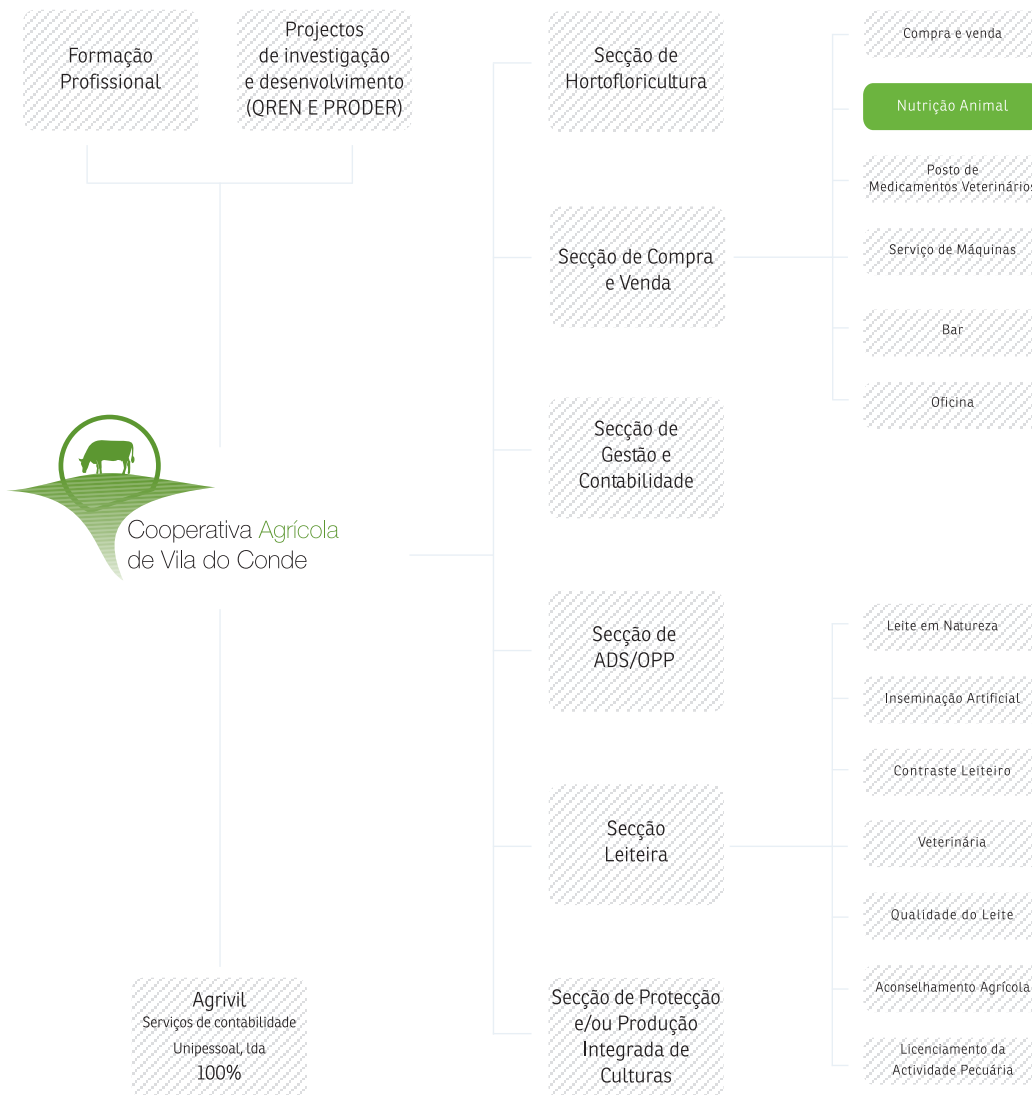 Formação
Profissional
Projectos
de investigação
e desenvolvimento
(QREN E PRODER)
Cooperativa Agrícola
de Vila do Conde
Agrivil
Serviços de contabilidade
Unipessoal, lda
100%
Secção de
Hortofloricultura
Secção de Compra
e Venda
Secção de
Gestão e
Contabilidade
Secção de
ADS/OPP
Secção
Leiteira
Secção de Protecção
e/ou Produção
Integrada de
Culturas
Compra e venda
Nutrição Animal
Posto de
Medicamentos Veterinários
Serviço de Máquinas
Bar
Oficina
Leite em Natureza
Inseminação Artificial
Contraste Leiteiro
Veterinária
Qualidade do Leite
Aconselhamento Agrícola
Licenciamento da
Actividade Pecuária